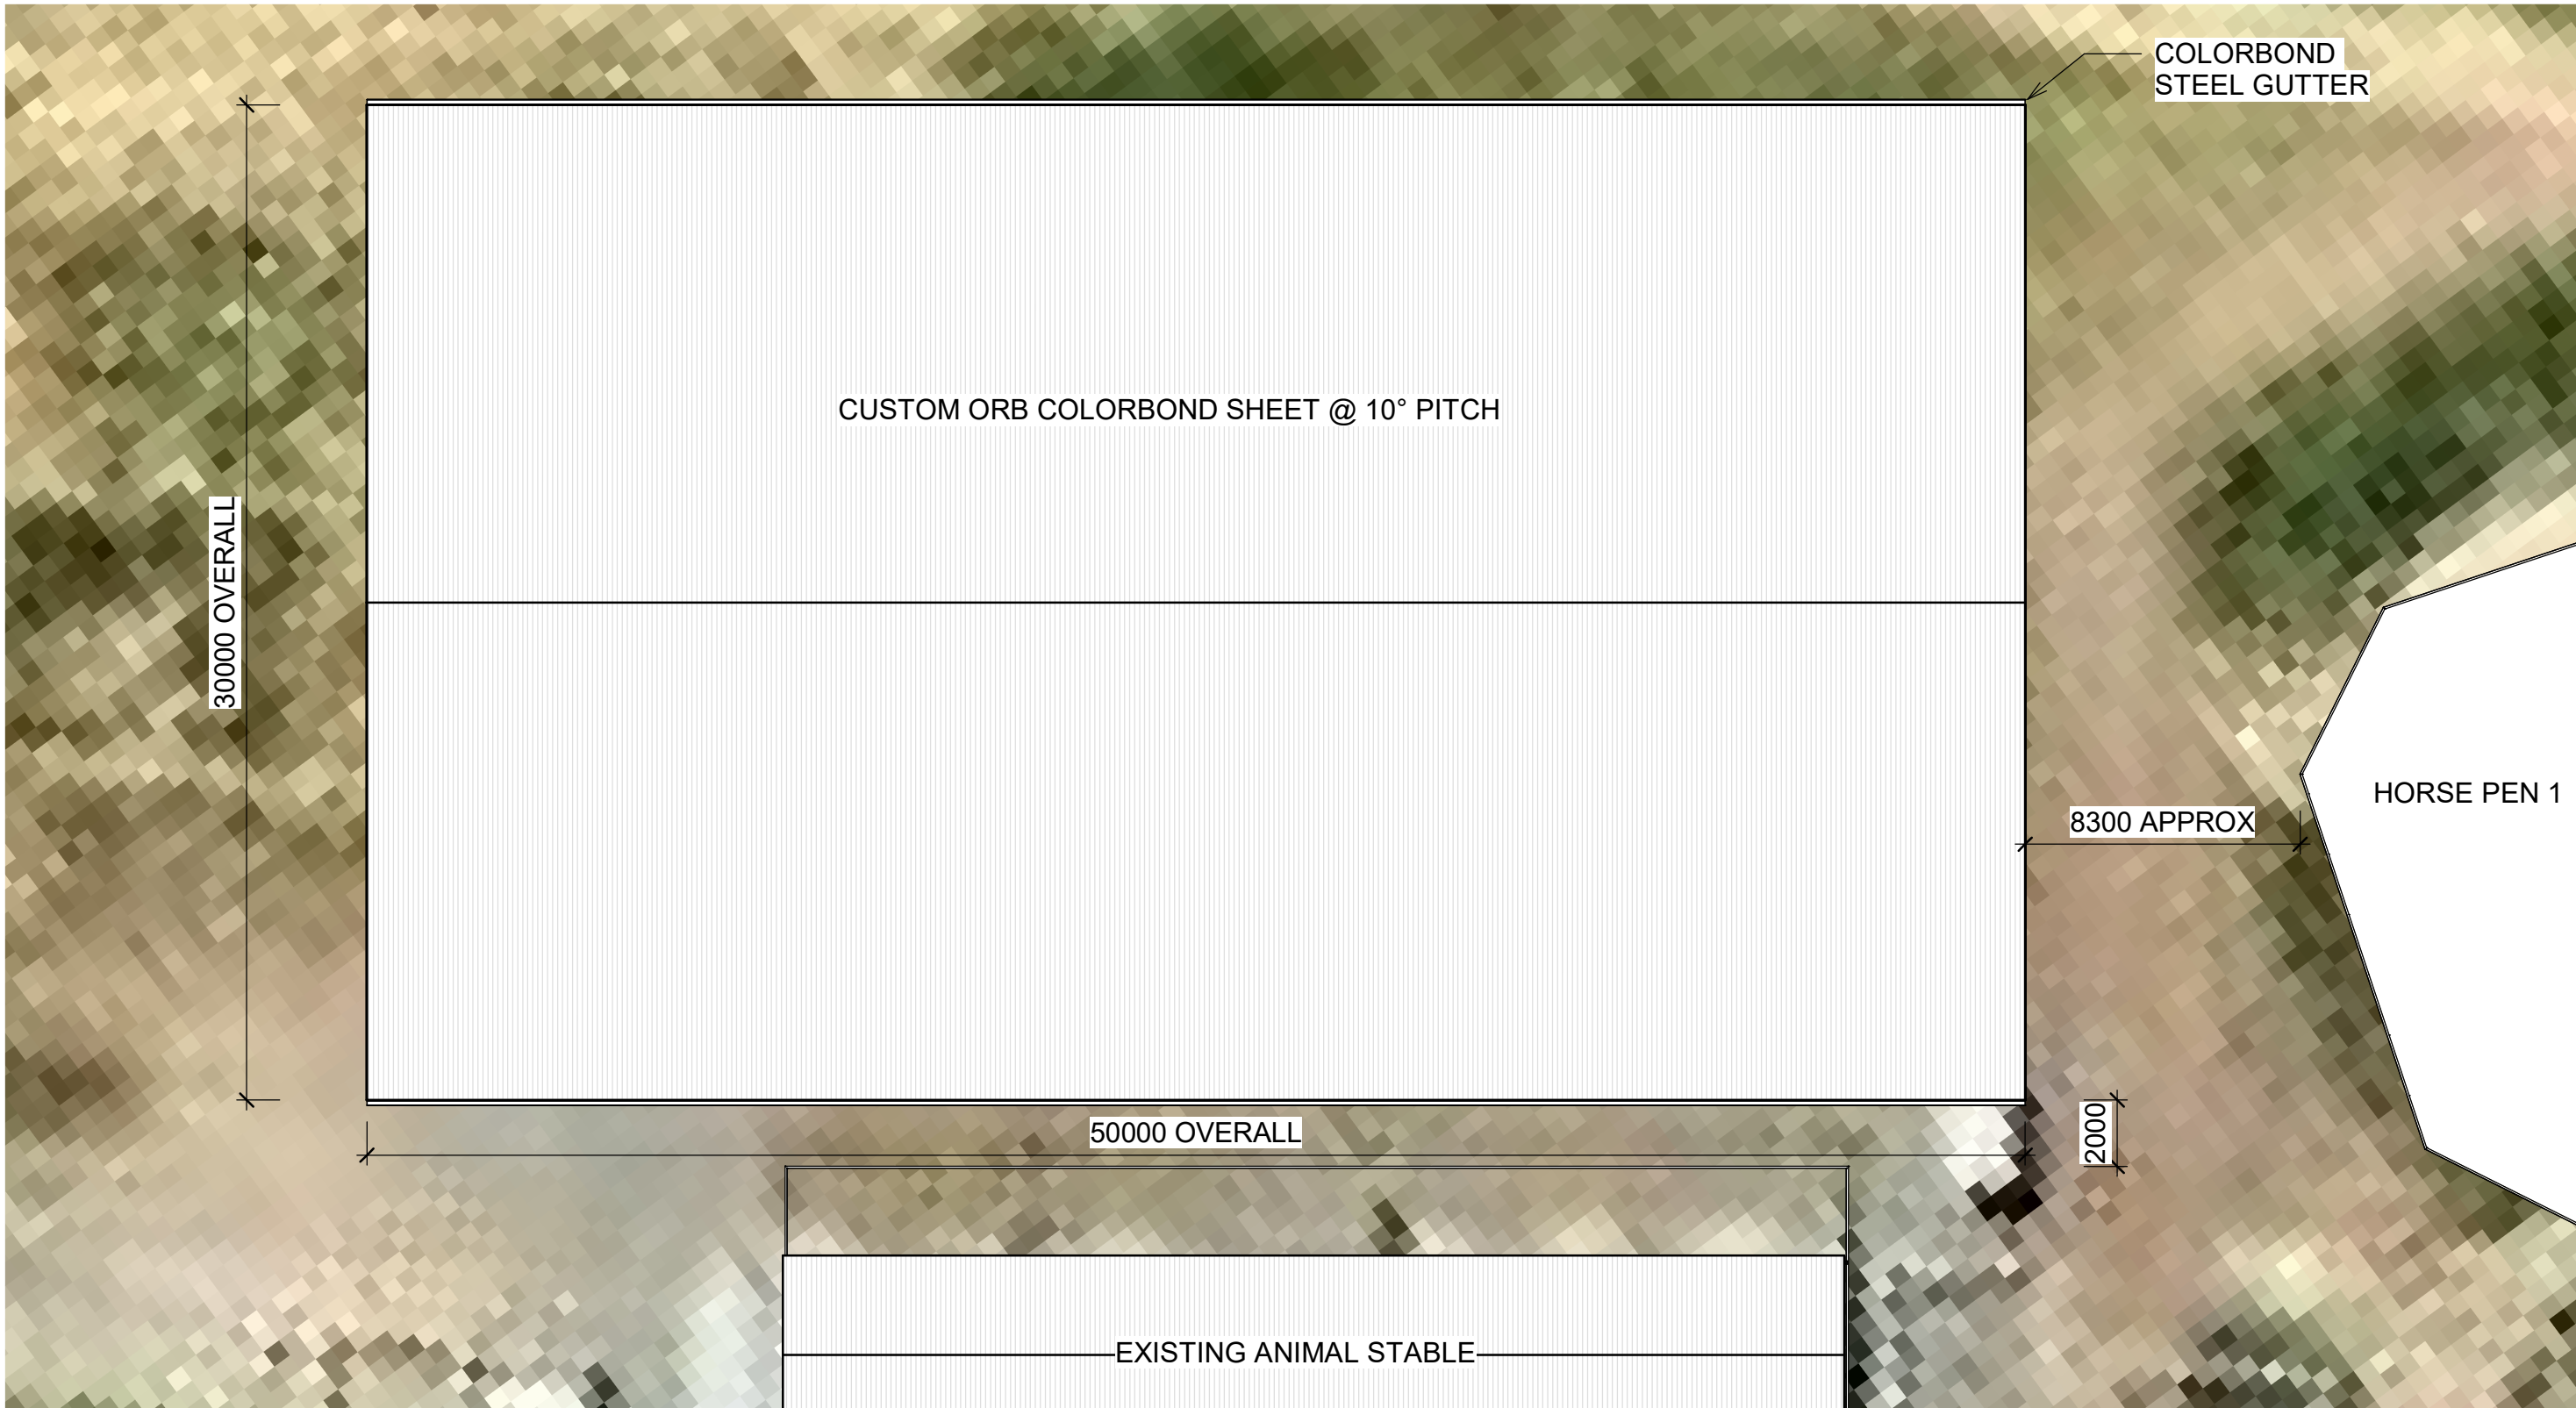 COLORBOND
STEEL GUTTER
CUSTOM ORB COLORBOND SHEET @ 10° PITCH
30000 OVERALL
HORSE PEN 1
8300 APPROX
50000 OVERALL
2000
EXISTING ANIMAL STABLE